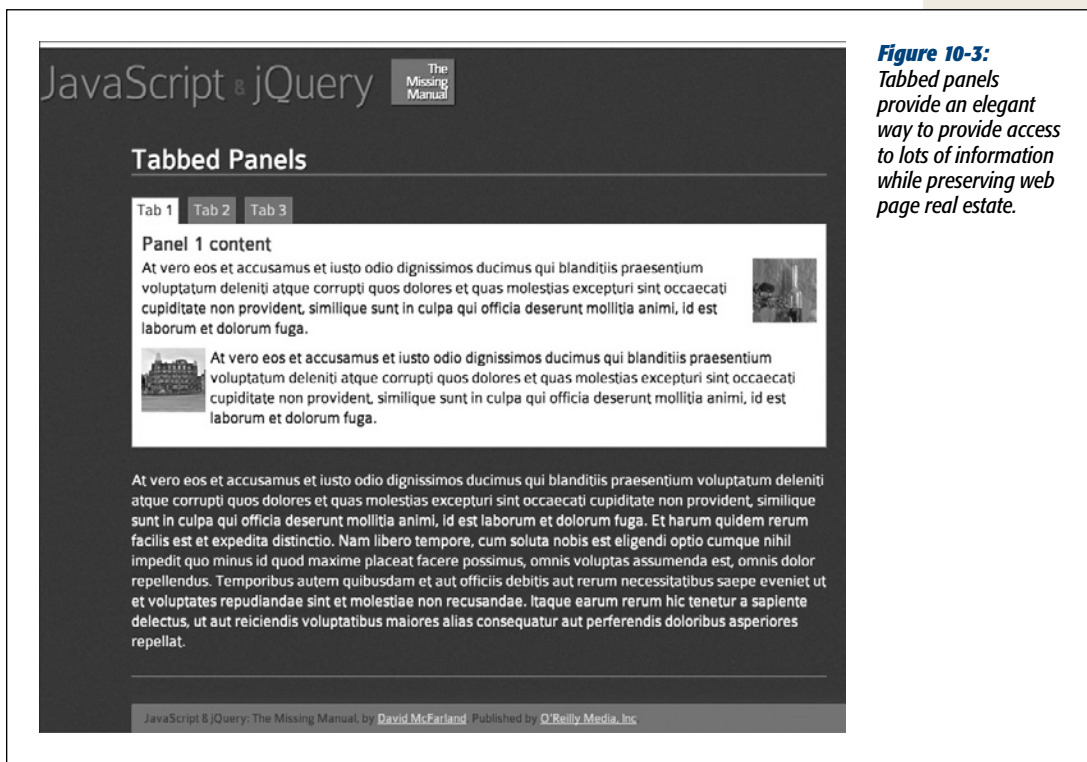 JavaScript & jQuery
The
Missing
Manual
Tabbed Panels
Tab 1 Tab 2 Tab 3
Panel 1 content
At vero eos et accusamus et iusto odio dignissimos ducimus qui blanditiis praesentium
voluptatum deleniti atque corrupti quos dolores et quas molestias excepturi sint occaecati
cupiditate non provident, similique sunt in culpa qui officia deserunt mollitia animi, id est
laborum et dolorum fuga.
At vero eos et accusamus et iusto odio dignissimos ducimus qui blanditiis praesentium
voluptatum deleniti atque corrupti quos dolores et quas molestias excepturi sint occaecati
cupiditate non provident, similique sunt in culpa qui officia deserunt mollitia animi, id est
laborum et dolorum fuga.
At vero eos et accusamus et iusto odio dignissimos ducimus qui blanditiis praesentium voluptatum deleniti
atque corrupti quos dolores et quas molestias excepturi sint occaecati cupiditate non provident, similique
sunt in culpa qui officia deserunt mollitia animi, id est laborum et dolorum fuga. Et harum quidem rerum
facilis est et expedita distinctio. Nam libero tempore, cum soluta nobis est eligendi optio cumque nihil
impedit quo minus id quod maxime placeat facere possimus, omnis voluptas assumenda est, omnis dolor
repellendus. Temporibus autem quibusdam et aut officiis debitis aut rerum necessitatibus saepe eveniet ut
et voluptates repudiandae sint et molestiae non recusandae. Itaque earum rerum hic tenetur a sapiente
delectus, ut aut reiciendis voluptatibus maiores alias consequatur aut perferendis doloribus asperiores
repellat.
JavaScript & jQuery: The Missing Manual, by David McFarland. Published by O'Reilly Media, Inc.
Figure 10-3:
Tabbed panels
provide an elegant
way to provide access
to lots of information
while preserving web
page real estate.